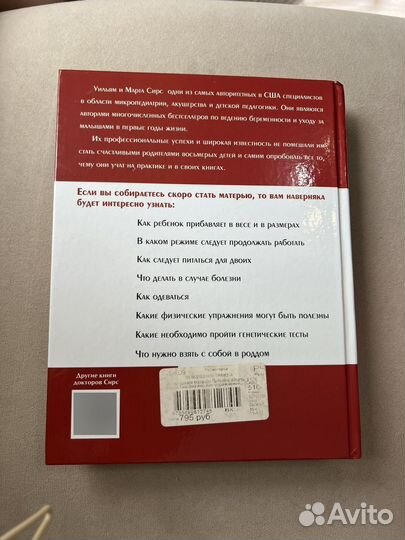 Уильям и Марта Сирс одни из самых авторитетных в США специалистов
в области микропедиатрии, акушерства и детской педагогики. Они являются
авторами многочисленных бестселлеров по ведению беременности и уходу за
малышами в первые годы жизни.
Их профессиональные успехи и широкая известность не помешали им
стать счастливыми родителями восьмерых детей и самим опробовать все то,
чему они учат на практике и в своих книгах.
Если вы собираетесь скоро стать матерью, то вам наверняка
будет интересно узнать:
Как ребенок прибавляет в весе и в размерах
В каком режиме следует продолжать работать
Как следует питаться для двоих
Что делать в случае болезни
Как одеваться
Какие физические упражнения могут быть полезны
Какие необходимо пройти генетические тесты
Что нужно взять с собой в роддом
Другие книги
докторов Сирс
795 руб
Avito